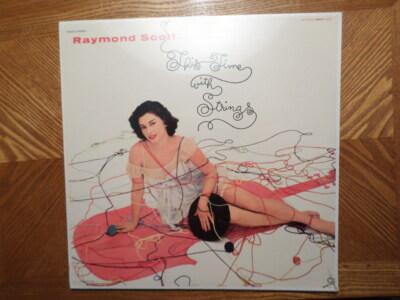 Raymond Scott
This Time
with
Strings